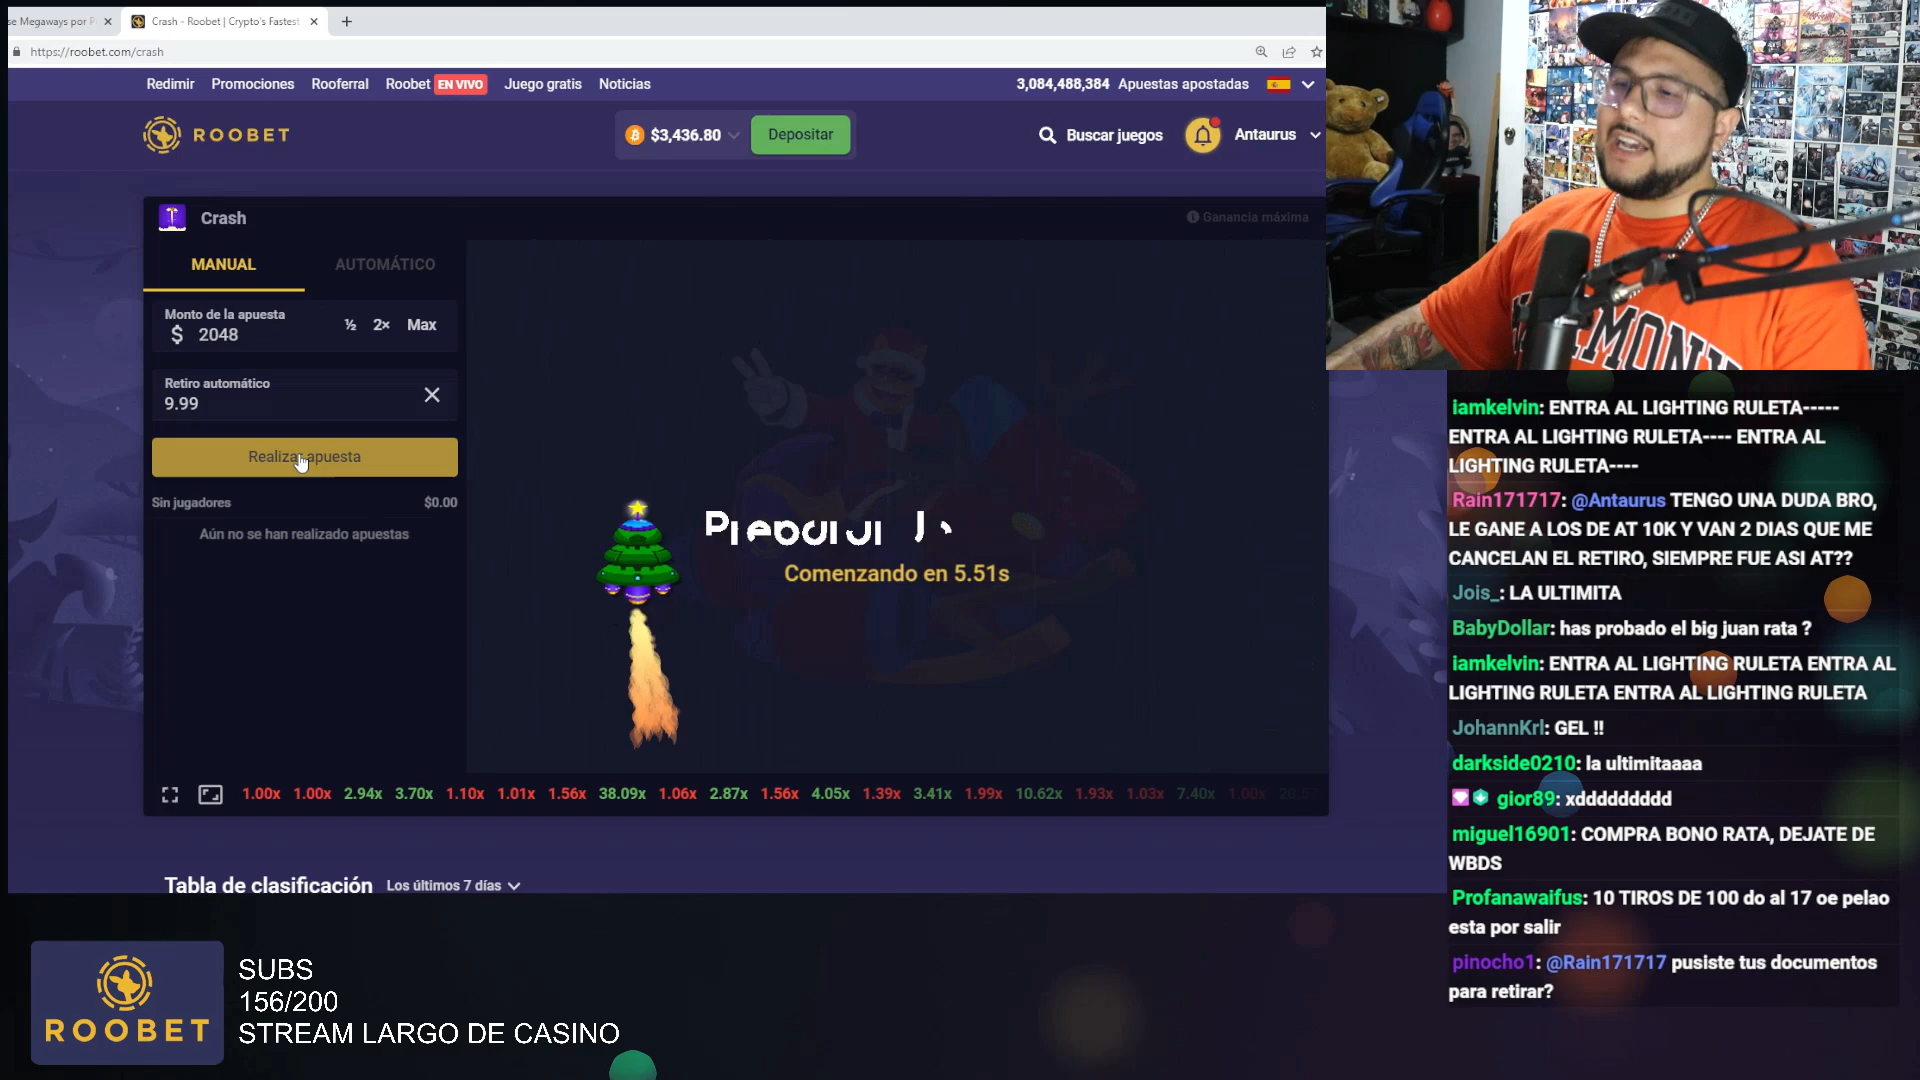 se Megaways por P
Crash - Roobet | Crypto's Fastest
https://roobet.com/crash
Redimir Promociones Rooferral Roobet EN VIVO Juego gratis Noticias
3,084,488,384 Apuestas apostadas
ROOBET
$3,436.80 Depositar
Buscar juegos
Antaurus
Crash
Ganancia máxima
MANUAL AUTOMÁTICO
Monto de la apuesta
$ 2048 ½ 2× Max
Retiro automático
9.99
Realizar apuesta
Sin jugadores $0.00
Aún no se han realizado apuestas
Comenzando en 5.51s
1.00x 1.00x 2.94x 3.70x 1.10x 1.01x 1.56x 38.09x 1.06x 2.87x 1.56x 4.05x 1.39x 3.41x 1.99x 10.62x 1.93x 1.03x 7.40x 1.00x
Tabla de clasificación Los últimos 7 días
ROOBET
SUBS
156/200
STREAM LARGO DE CASINO
iamkelvin: ENTRA AL LIGHTING RULETA-----
ENTRA AL LIGHTING RULETA---- ENTRA AL
LIGHTING RULETA----
Rain171717: @Antaurus TENGO UNA DUDA BRO,
LE GANE A LOS DE AT 10K Y VAN 2 DIAS QUE ME
CANCELAN EL RETIRO, SIEMPRE FUE ASI AT??
Jois_: LA ULTIMITA
BabyDollar: has probado el big juan rata ?
iamkelvin: ENTRA AL LIGHTING RULETA ENTRA AL
LIGHTING RULETA ENTRA AL LIGHTING RULETA
JohannKrl: GEL !!
darkside0210: la ultimitaaaa
gior89: xddddddddd
miguel16901: COMPRA BONO RATA, DEJATE DE
WBDS
Profanawaifus: 10 TIROS DE 100 do al 17 oe pelao
esta por salir
pinocho1: @Rain171717 pusiste tus documentos
para retirar?